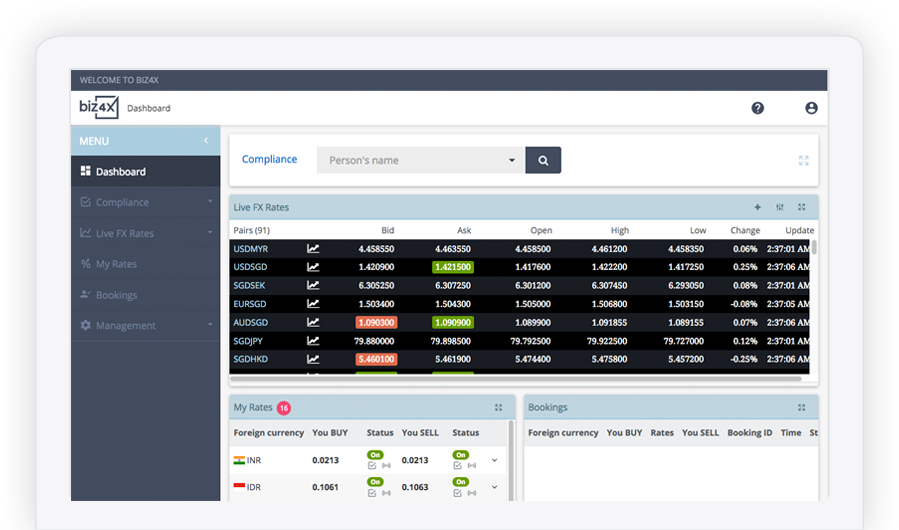 WELCOME TO BIZ4X
biz4X Dashboard
MENU
Dashboard
Compliance
Live FX Rates
% My Rates
Bookings
Management
Compliance Person's name
Live FX Rates
Pairs (91) Bid Ask Open High Low Change Update
USDMYR 4.458550 4.463550 4.458500 4.461200 4.458350 0.06% 2:37:01 AM
USDSGD 1.420900 1.421500 1.417600 1.422200 1.417250 0.25% 2:37:06 AM
SGDSEK 6.305250 6.307250 6.301200 6.307450 6.293050 0.08% 2:37:01 AM
EURSGD 1.503400 1.504300 1.505000 1.506800 1.503150 -0.08% 2:37:05 AM
AUDSGD 1.090300 1.090900 1.089900 1.091855 1.089155 0.07% 2:37:06 AM
SGDJPY 79.880000 79.898500 79.792500 79.922500 79.727000 0.12% 2:37:01 AM
SGDHKD 5.460100 5.461900 5.474400 5.475800 5.457200 -0.25% 2:37:06 AM
My Rates 16
Foreign currency You BUY Status You SELL Status
INR 0.0213 On 0.0213 On
IDR 0.1061 On 0.1063 On
Bookings
Foreign currency You BUY Rates You SELL Booking ID Time St